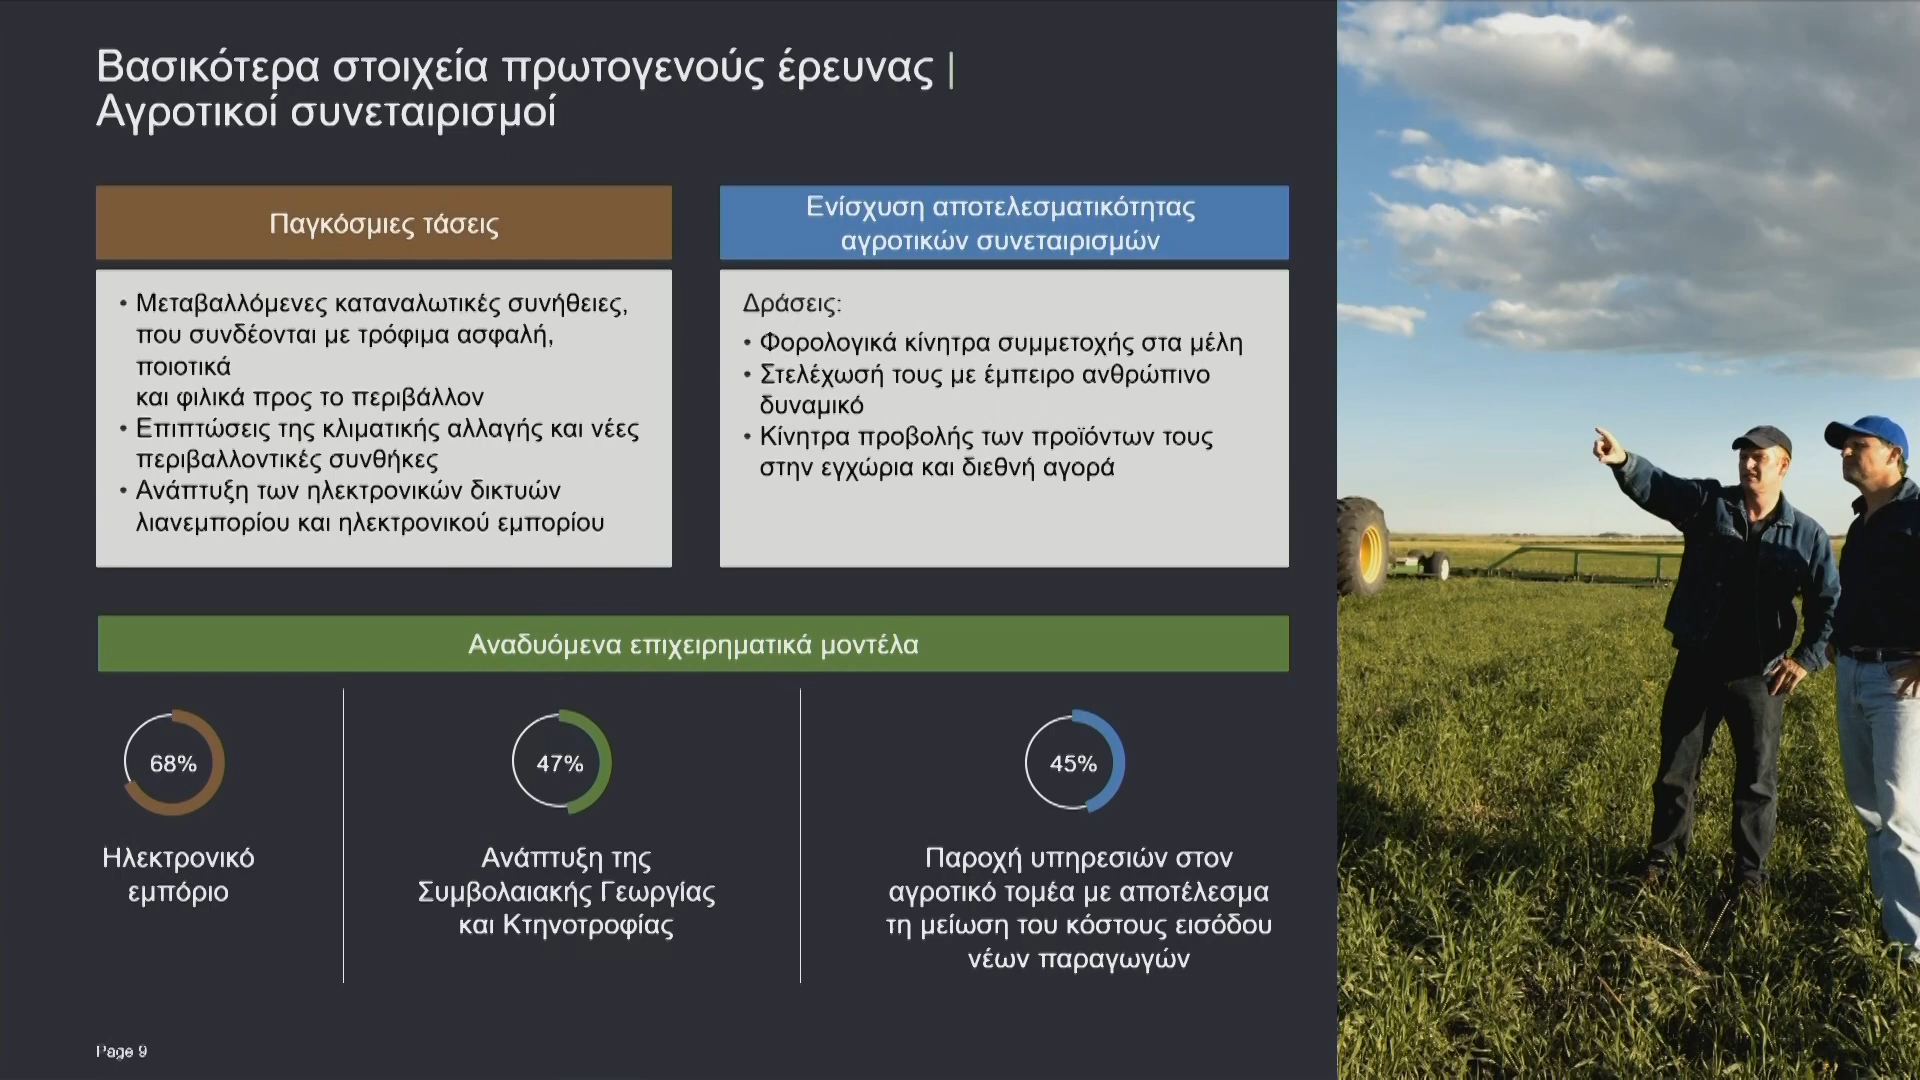 Βασικότερα στοιχεία πρωτογενούς έρευνας |
Αγροτικοί συνεταιρισμοί
Παγκόσμιες τάσεις
• Μεταβαλλόμενες καταναλωτικές συνήθειες,
που συνδέονται με τρόφιμα ασφαλή,
ποιοτικά
και φιλικά προς το περιβάλλον
• Επιπτώσεις της κλιματικής αλλαγής και νέες
περιβαλλοντικές συνθήκες
• Ανάπτυξη των ηλεκτρονικών δικτυών
λιανεμπορίου και ηλεκτρονικού εμπορίου
Ενίσχυση αποτελεσματικότητας
αγροτικών συνεταιρισμών
Δράσεις:
• Φορολογικά κίνητρα συμμετοχής στα μέλη
• Στελέχωσή τους με έμπειρο ανθρώπινο
δυναμικό
• Κίνητρα προβολής των προϊόντων τους
στην εγχώρια και διεθνή αγορά
Αναδυόμενα επιχειρηματικά μοντέλα
68%
Ηλεκτρονικό
εμπόριο
47%
Ανάπτυξη της
Συμβολαιακής Γεωργίας
και Κτηνοτροφίας
45%
Παροχή υπηρεσιών στον
αγροτικό τομέα με αποτέλεσμα
τη μείωση του κόστους εισόδου
νέων παραγωγών
Page 9